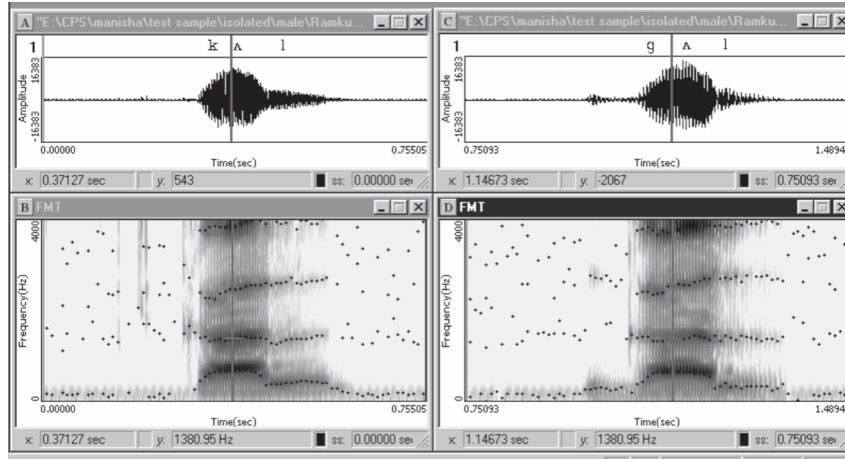 A "E:\CPS\manisha\test sample\isolated\male\Ramku...
1 k ʌ l
Amplitude
16383
-16383
0.00000 0.75505
Time(sec)
x: 0.37127 sec y: 543 ss: 0.00000 se
B FMT
Frequency(Hz)
4000
0
0.00000 0.75505
Time(sec)
x: 0.37127 sec y: 1380.95 Hz ss: 0.00000 se
C "E:\CPS\manisha\test sample\isolated\male\Ramku...
1 g ʌ l
Amplitude
16383
-16383
0.75093 1.4894
Time(sec)
x: 1.14673 sec y: -2067 ss: 0.75093 se
D FMT
Frequency(Hz)
4000
0
0.75093 1.4894
Time(sec)
x: 1.14673 sec y: 1380.95 Hz ss: 0.75093 se